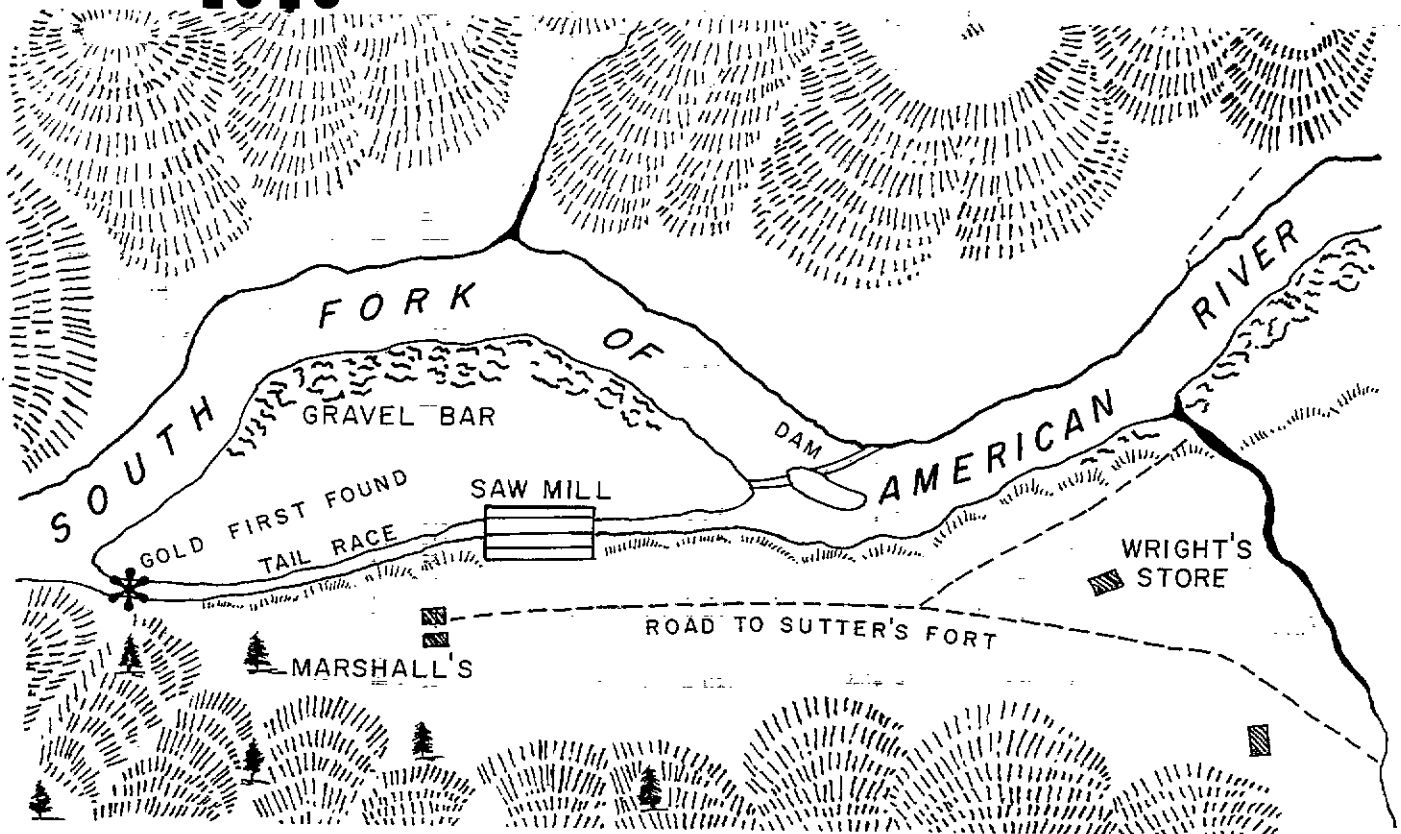 SOUTH FORK OF AMERICAN RIVER
GRAVEL BAR
DAM
GOLD FIRST FOUND
SAW MILL
TAIL RACE
WRIGHT'S
STORE
ROAD TO SUTTER'S FORT
MARSHALL'S